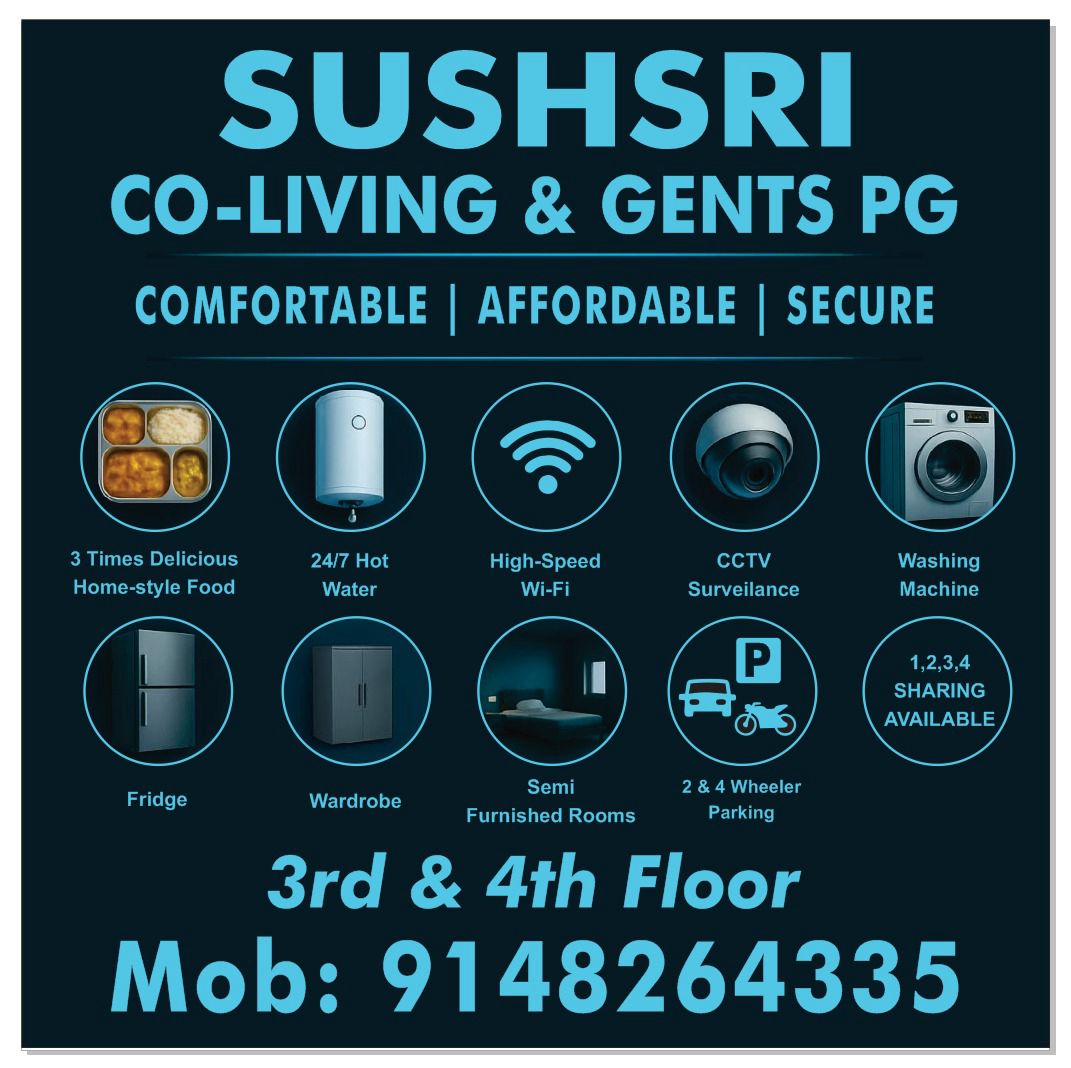 SUSHSRI
CO-LIVING & GENTS PG
COMFORTABLE | AFFORDABLE | SECURE
3 Times Delicious
Home-style Food
24/7 Hot
Water
High-Speed
Wi-Fi
CCTV
Surveilance
Washing
Machine
Fridge
Wardrobe
Semi
Furnished Rooms
P
2 & 4 Wheeler
Parking
1,2,3,4
SHARING
AVAILABLE
3rd & 4th Floor
Mob: 9148264335